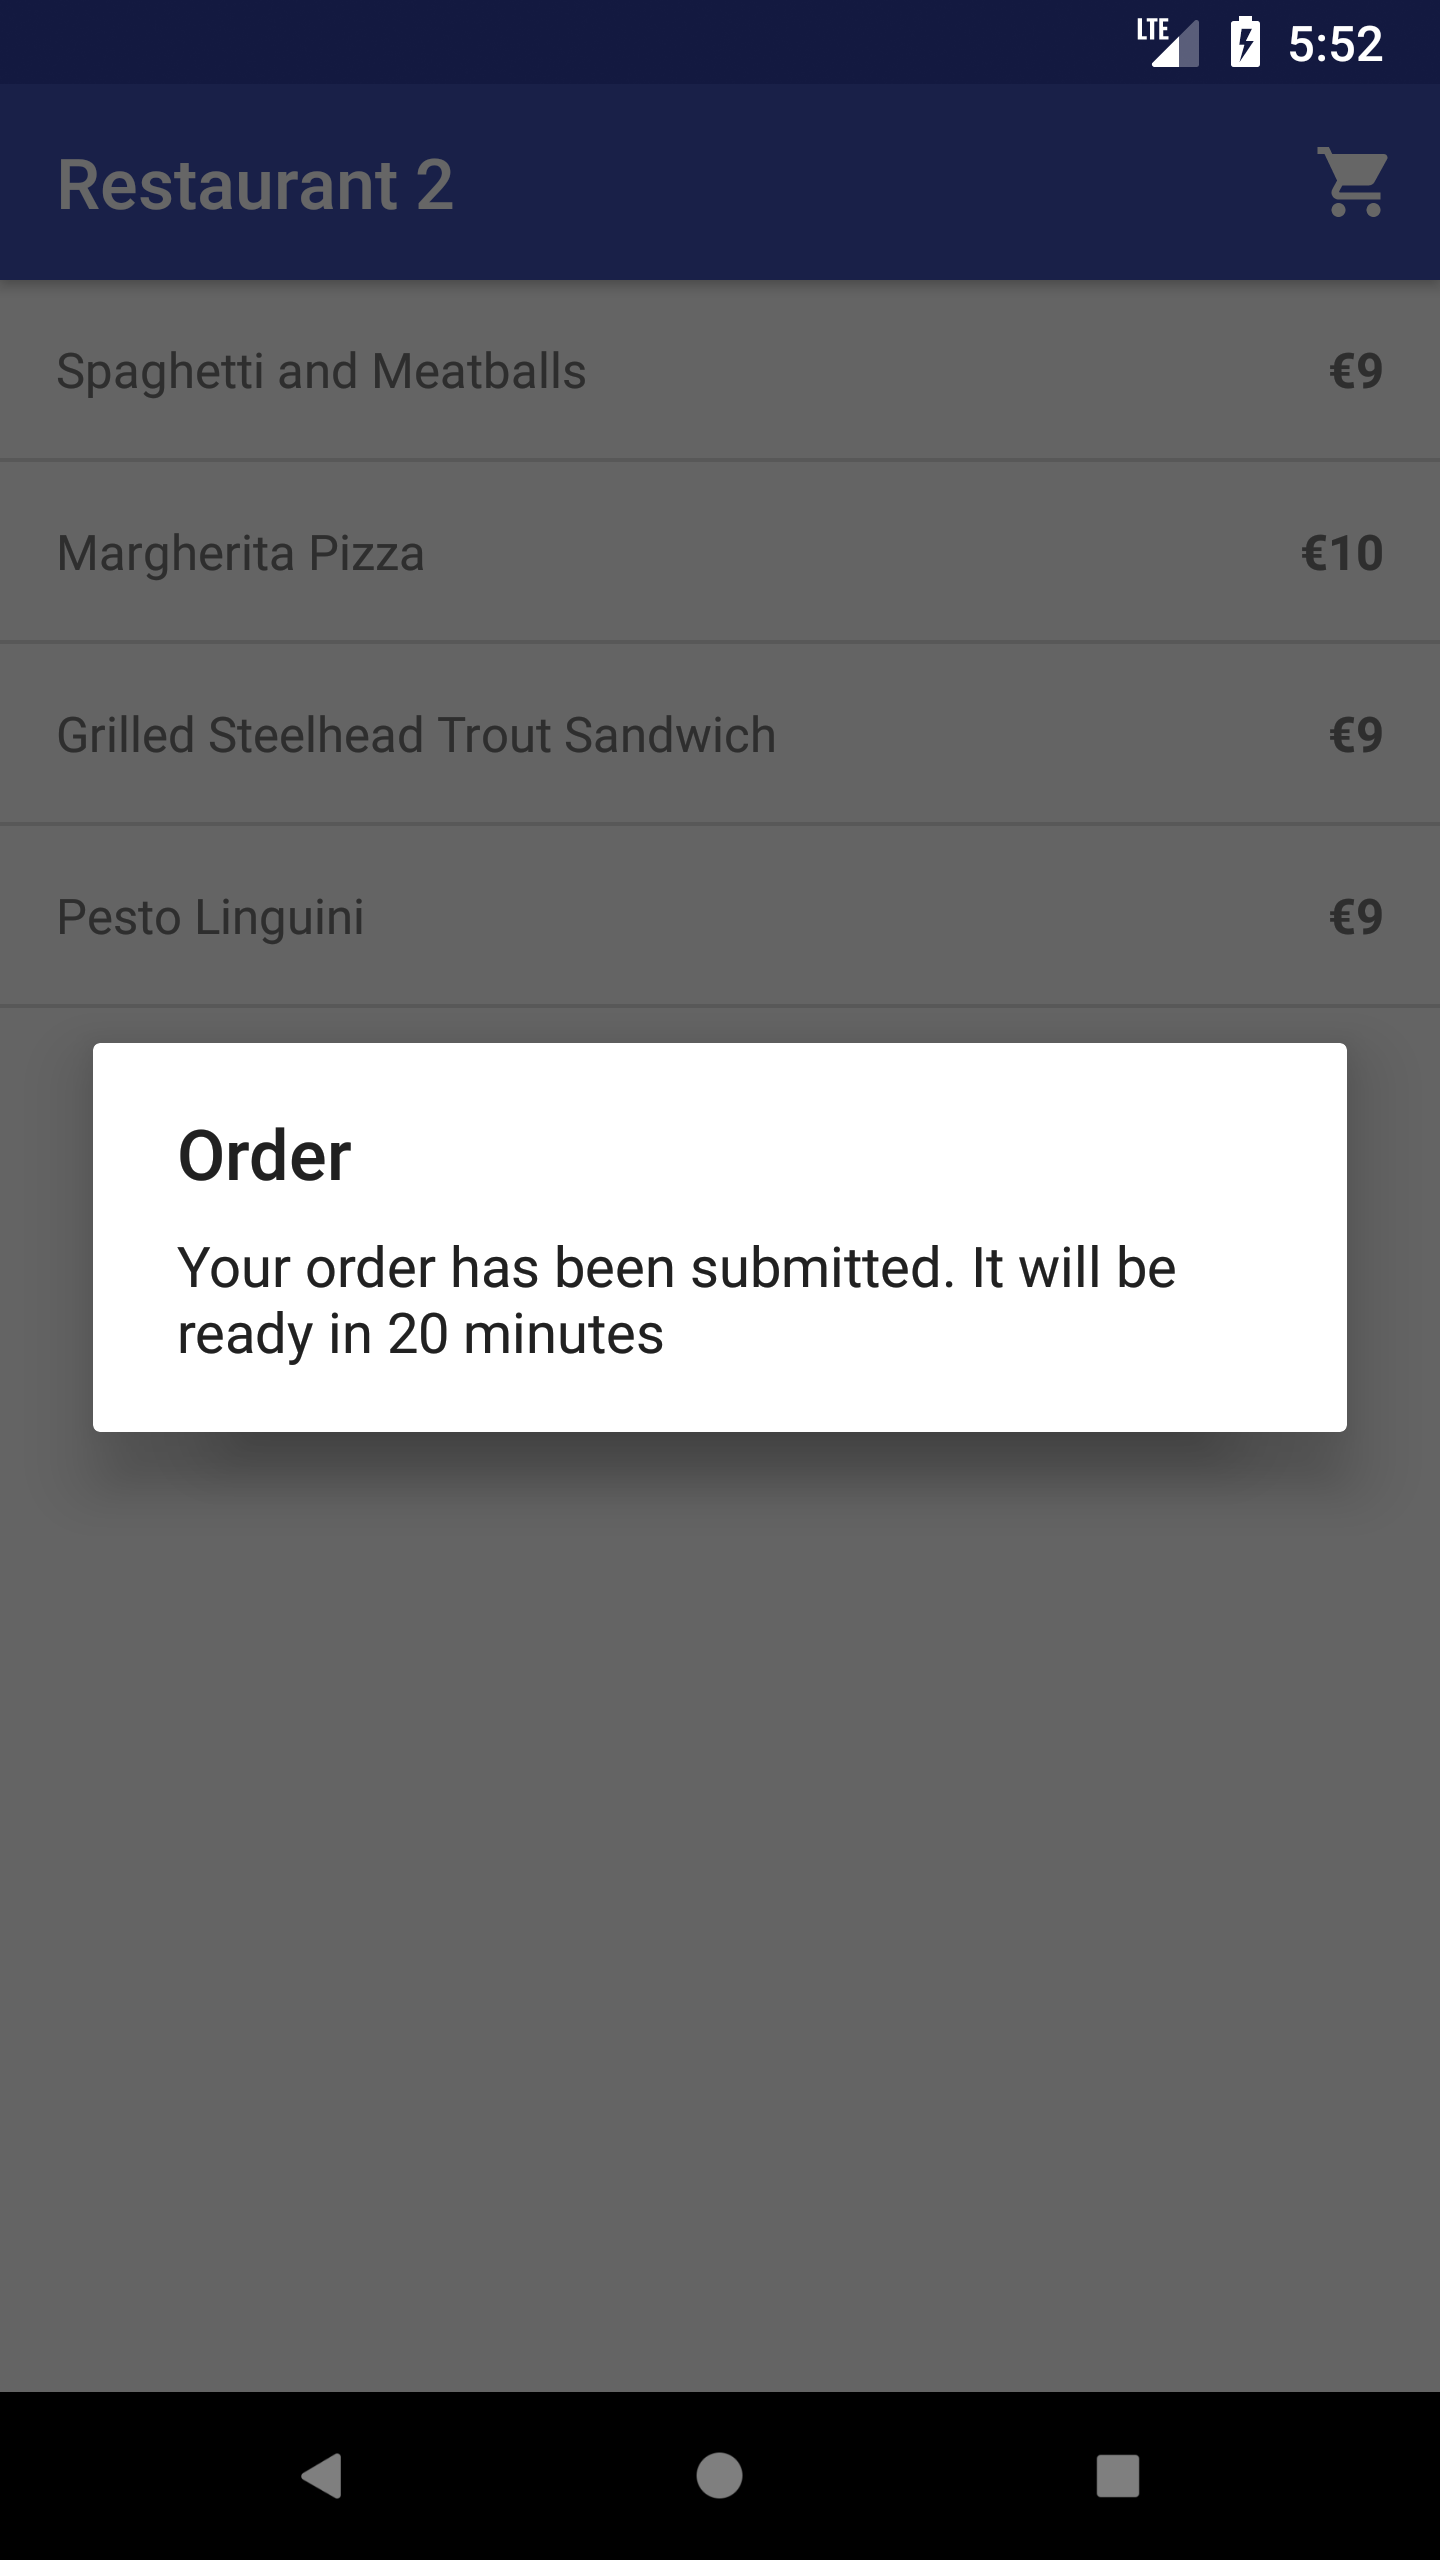 LTE 5:52
Restaurant 2
Spaghetti and Meatballs €9
Margherita Pizza €10
Grilled Steelhead Trout Sandwich €9
Pesto Linguini €9
Order
Your order has been submitted. It will be
ready in 20 minutes